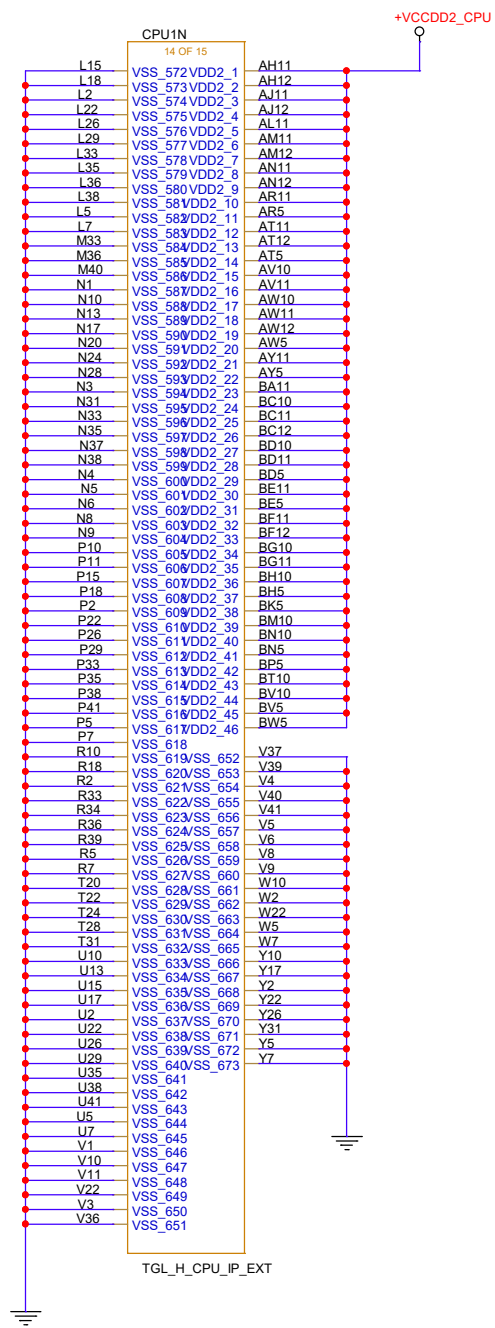 +VCCDD2_CPU
CPU1N
14 OF 15
L15 VSS_572 VDD2_1 AH11
L18 VSS_573 VDD2_2 AH12
L2 VSS_574 VDD2_3 AJ11
L22 VSS_575 VDD2_4 AJ12
L26 VSS_576 VDD2_5 AL11
L29 VSS_577 VDD2_6 AM11
L33 VSS_578 VDD2_7 AM12
L35 VSS_579 VDD2_8 AN11
L36 VSS_580 VDD2_9 AN12
L38 VSS_581 VDD2_10 AR11
L5 VSS_582 VDD2_11 AR5
L7 VSS_583 VDD2_12 AT11
M33 VSS_584 VDD2_13 AT12
M36 VSS_585 VDD2_14 AT5
M40 VSS_586 VDD2_15 AV10
N1 VSS_587 VDD2_16 AV11
N10 VSS_588 VDD2_17 AW10
N13 VSS_589 VDD2_18 AW11
N17 VSS_590 VDD2_19 AW12
N20 VSS_591 VDD2_20 AW5
N24 VSS_592 VDD2_21 AY11
N28 VSS_593 VDD2_22 AY5
N3 VSS_594 VDD2_23 BA11
N31 VSS_595 VDD2_24 BC10
N33 VSS_596 VDD2_25 BC11
N35 VSS_597 VDD2_26 BC12
N37 VSS_598 VDD2_27 BD10
N38 VSS_599 VDD2_28 BD11
N4 VSS_600 VDD2_29 BD5
N5 VSS_601 VDD2_30 BE11
N6 VSS_602 VDD2_31 BE5
N8 VSS_603 VDD2_32 BF11
N9 VSS_604 VDD2_33 BF12
P10 VSS_605 VDD2_34 BG10
P11 VSS_606 VDD2_35 BG11
P15 VSS_607 VDD2_36 BH10
P18 VSS_608 VDD2_37 BH5
P2 VSS_609 VDD2_38 BK5
P22 VSS_610 VDD2_39 BM10
P26 VSS_611 VDD2_40 BN10
P29 VSS_612 VDD2_41 BN5
P33 VSS_613 VDD2_42 BP5
P35 VSS_614 VDD2_43 BT10
P38 VSS_615 VDD2_44 BV10
P41 VSS_616 VDD2_45 BV5
P5 VSS_617 VDD2_46 BW5
P7 VSS_618
R10 VSS_619 VSS_652 V37
R18 VSS_620 VSS_653 V39
R2 VSS_621 VSS_654 V4
R33 VSS_622 VSS_655 V40
R34 VSS_623 VSS_656 V41
R36 VSS_624 VSS_657 V5
R39 VSS_625 VSS_658 V6
R5 VSS_626 VSS_659 V8
R7 VSS_627 VSS_660 V9
T20 VSS_628 VSS_661 W10
T22 VSS_629 VSS_662 W2
T24 VSS_630 VSS_663 W22
T28 VSS_631 VSS_664 W5
T31 VSS_632 VSS_665 W7
U10 VSS_633 VSS_666 Y10
U13 VSS_634 VSS_667 Y17
U15 VSS_635 VSS_668 Y2
U17 VSS_636 VSS_669 Y22
U2 VSS_637 VSS_670 Y26
U22 VSS_638 VSS_671 Y31
U26 VSS_639 VSS_672 Y5
U29 VSS_640 VSS_673 Y7
U35 VSS_641
U38 VSS_642
U41 VSS_643
U5 VSS_644
U7 VSS_645
V1 VSS_646
V10 VSS_647
V11 VSS_648
V22 VSS_649
V3 VSS_650
V36 VSS_651
TGL_H_CPU_IP_EXT